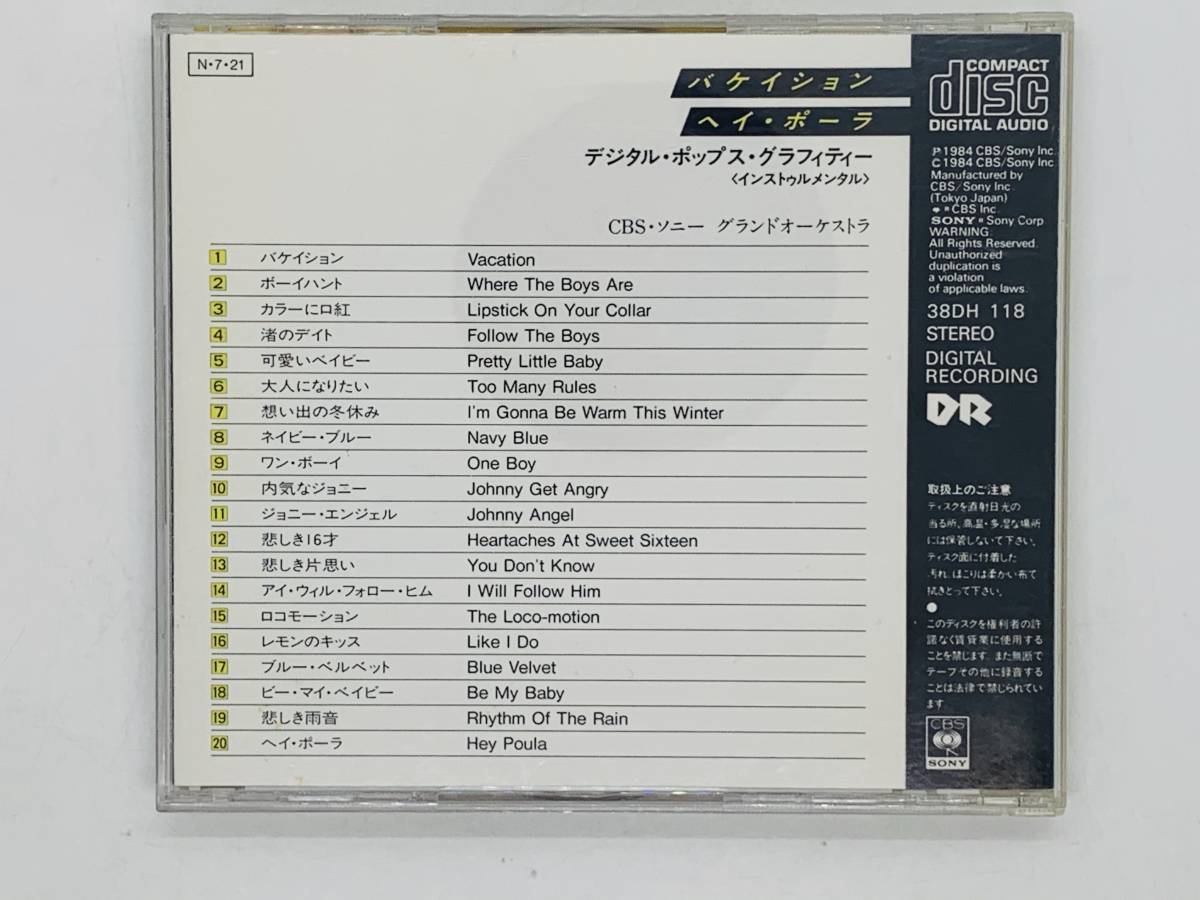 N・7・21
バケイション
ヘイ・ポーラ
デジタル・ポップス・グラフィティー
〈インストゥルメンタル〉
CBS・ソニー グランドオーケストラ
1 バケイション Vacation
2 ボーイハント Where The Boys Are
3 カラーに口紅 Lipstick On Your Collar
4 渚のデイト Follow The Boys
5 可愛いベイビー Pretty Little Baby
6 大人になりたい Too Many Rules
7 想い出の冬休み I'm Gonna Be Warm This Winter
8 ネイビー・ブルー Navy Blue
9 ワン・ボーイ One Boy
10 内気なジョニー Johnny Get Angry
11 ジョニー・エンジェル Johnny Angel
12 悲しき16才 Heartaches At Sweet Sixteen
13 悲しき片思い You Don't Know
14 アイ・ウィル・フォロー・ヒム I Will Follow Him
15 ロコモーション The Loco-motion
16 レモンのキッス Like I Do
17 ブルー・ベルベット Blue Velvet
18 ビー・マイ・ベイビー Be My Baby
19 悲しき雨音 Rhythm Of The Rain
20 ヘイ・ポーラ Hey Poula
COMPACT
disc
DIGITAL AUDIO
℗1984 CBS/Sony Inc.
©1984 CBS/Sony Inc.
Manufactured by
CBS/Sony Inc.
(Tokyo Japan)
CBS Inc.
SONY ® Sony Corp
WARNING:
All Rights Reserved.
Unauthorized
duplication is
a violation
of applicable laws.
38DH 118
STEREO
DIGITAL
RECORDING
DR
取扱上のご注意
ディスクを直射日光の
当る所、高温・多湿な場所
には保管しないで下さい。
ディスク面に付着した
汚れ、ほこりは柔かい布で
拭きとって下さい。
●
このディスクを権利者の許
諾なく賃貸業に使用する
ことを禁じます。また無断で
テープその他に録音する
ことは法律で禁じられてい
ます。
CBS
SONY